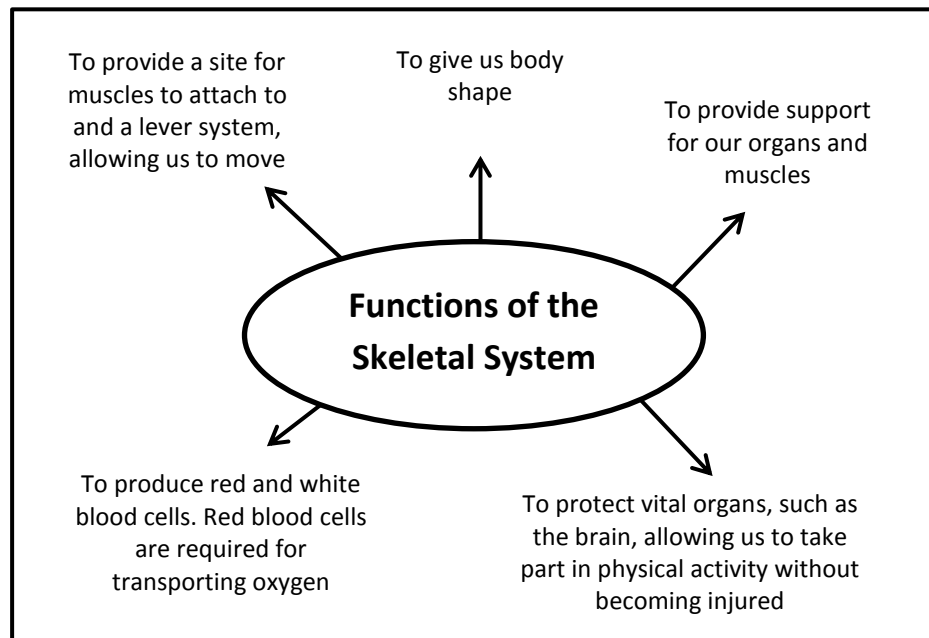 To provide a site for
muscles to attach to
and a lever system,
allowing us to move
To give us body
shape
To provide support
for our organs and
muscles
Functions of the
Skeletal System
To produce red and white
blood cells. Red blood cells
are required for
transporting oxygen
To protect vital organs, such as
the brain, allowing us to take
part in physical activity without
becoming injured